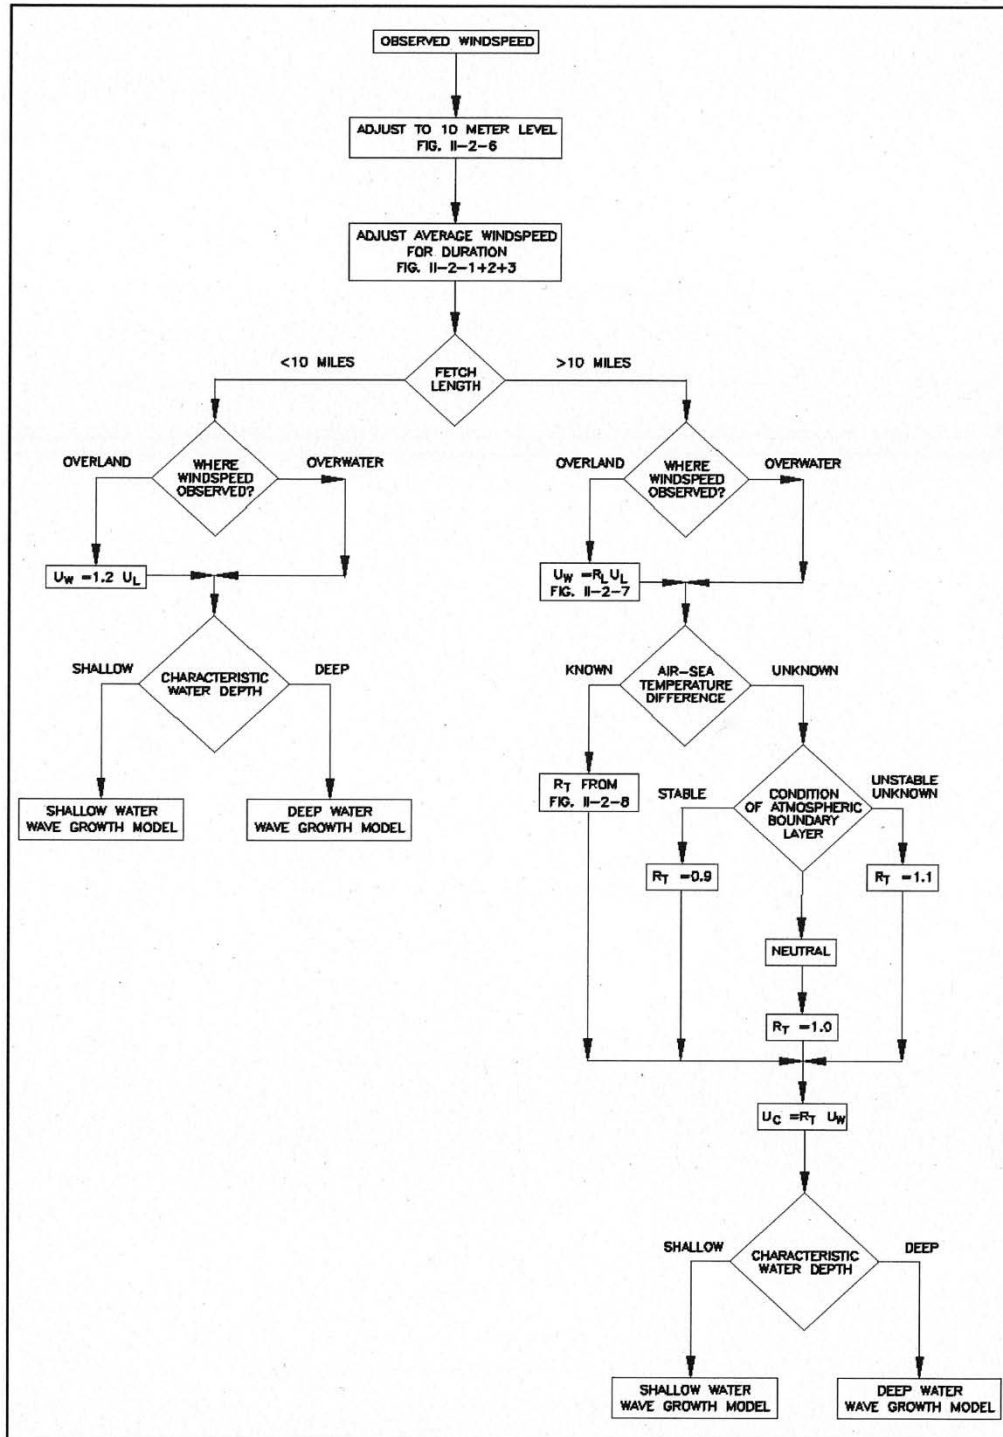 OBSERVED WINDSPEED
ADJUST TO 10 METER LEVEL
FIG. II-2-6
ADJUST AVERAGE WINDSPEED
FOR DURATION
FIG. II-2-1+2+3
<10 MILES
FETCH
LENGTH
>10 MILES
OVERLAND
WHERE
WINDSPEED
OBSERVED?
OVERWATER
OVERLAND
WHERE
WINDSPEED
OBSERVED?
OVERWATER
UW =1.2 UL
UW =RLUL
FIG. II-2-7
SHALLOW
CHARACTERISTIC
WATER DEPTH
DEEP
KNOWN
AIR-SEA
TEMPERATURE
DIFFERENCE
UNKNOWN
SHALLOW WATER
WAVE GROWTH MODEL
DEEP WATER
WAVE GROWTH MODEL
RT FROM
FIG. II-2-8
STABLE
CONDITION
OF ATMOSPHERIC
BOUNDARY
LAYER
UNSTABLE
UNKNOWN
RT =0.9
RT =1.1
NEUTRAL
RT =1.0
UC =RT UW
SHALLOW
CHARACTERISTIC
WATER DEPTH
DEEP
SHALLOW WATER
WAVE GROWTH MODEL
DEEP WATER
WAVE GROWTH MODEL